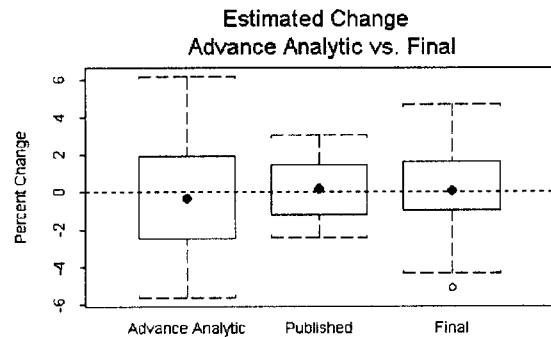 Estimated Change
Advance Analytic vs. Final
Percent Change
6
4
2
0
-2
-4
-6
Advance Analytic
Published
Final